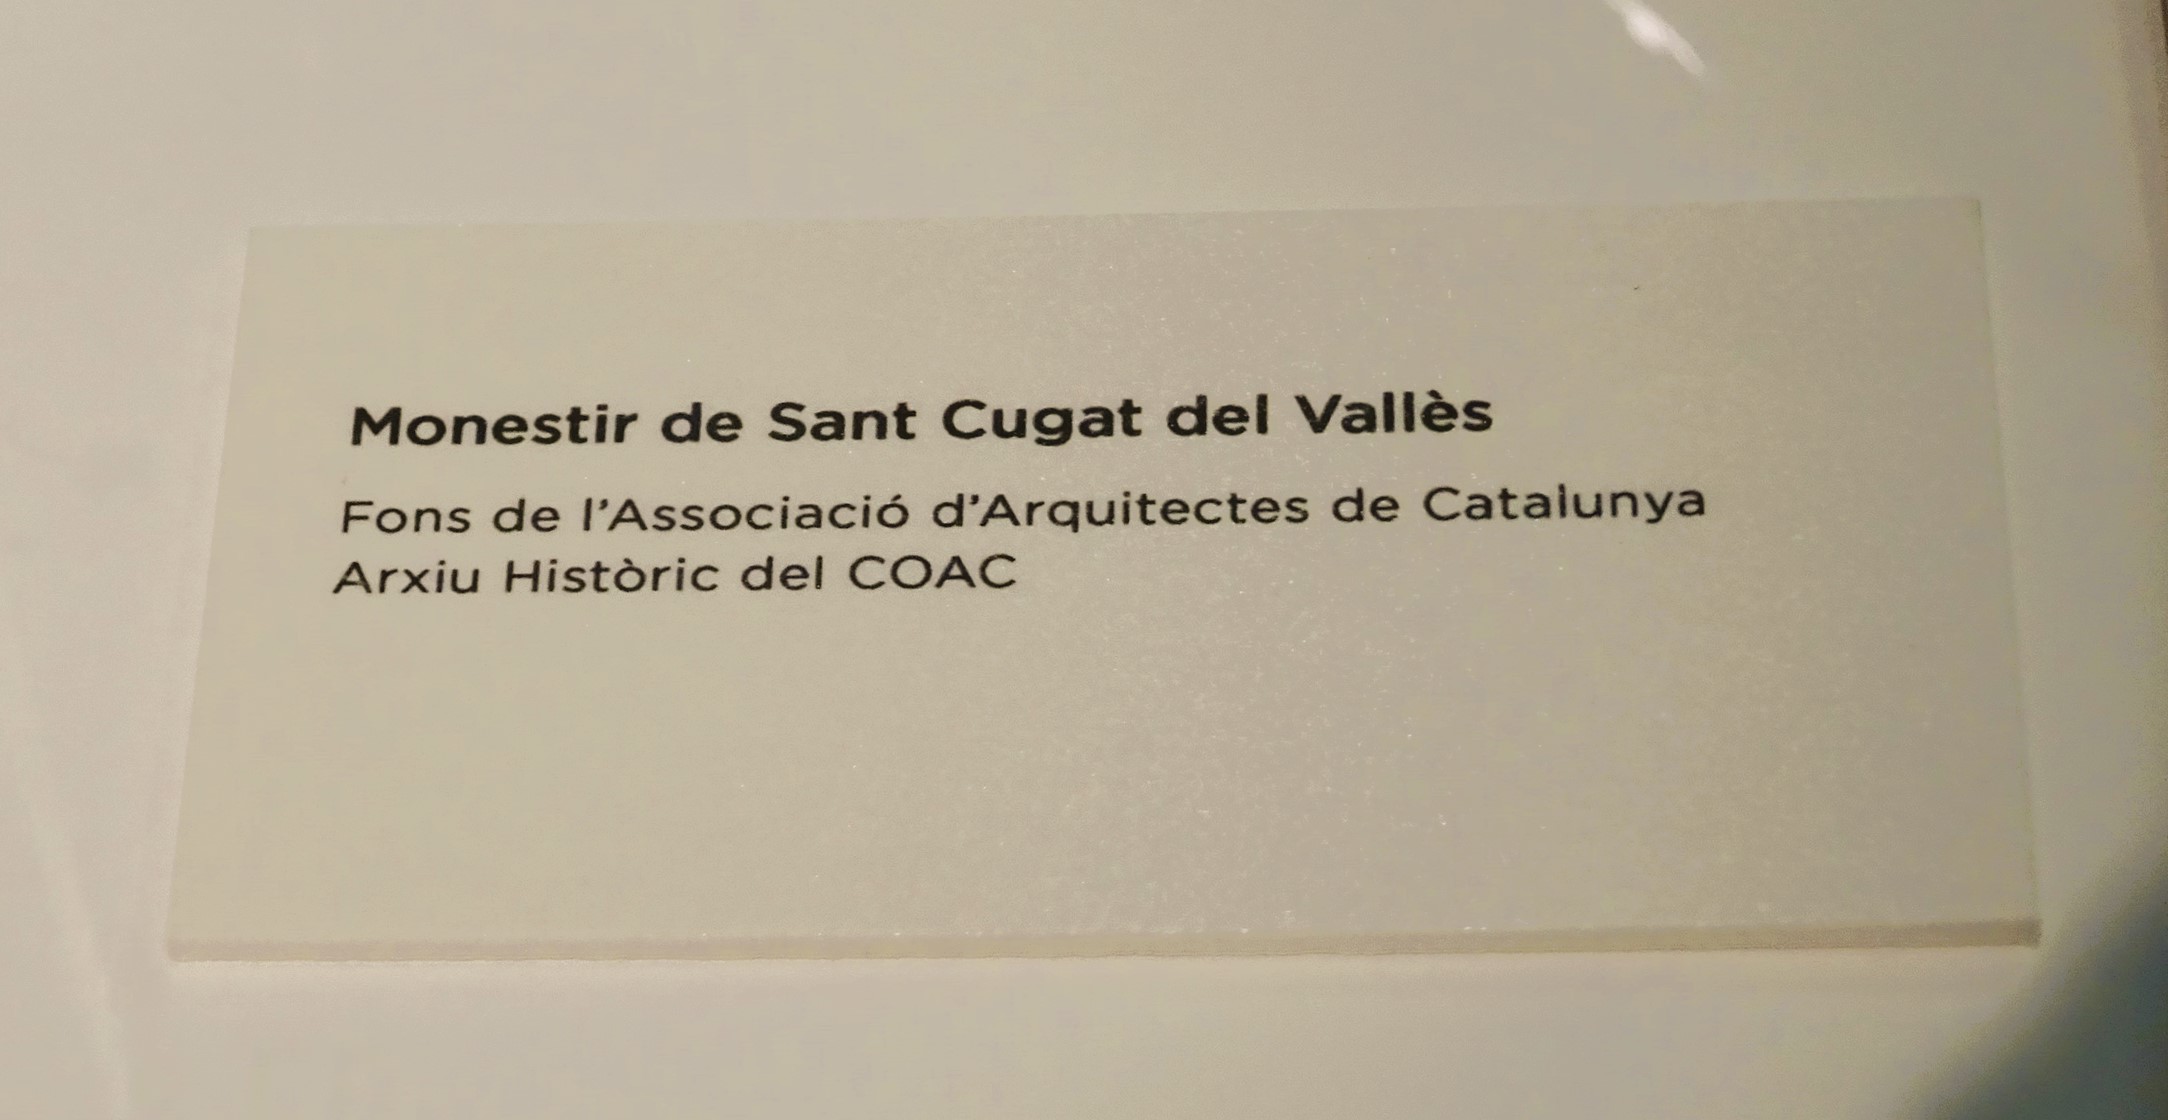 Monestir de Sant Cugat del Vallès
Fons de l'Associació d'Arquitectes de Catalunya
Arxiu Històric del COAC